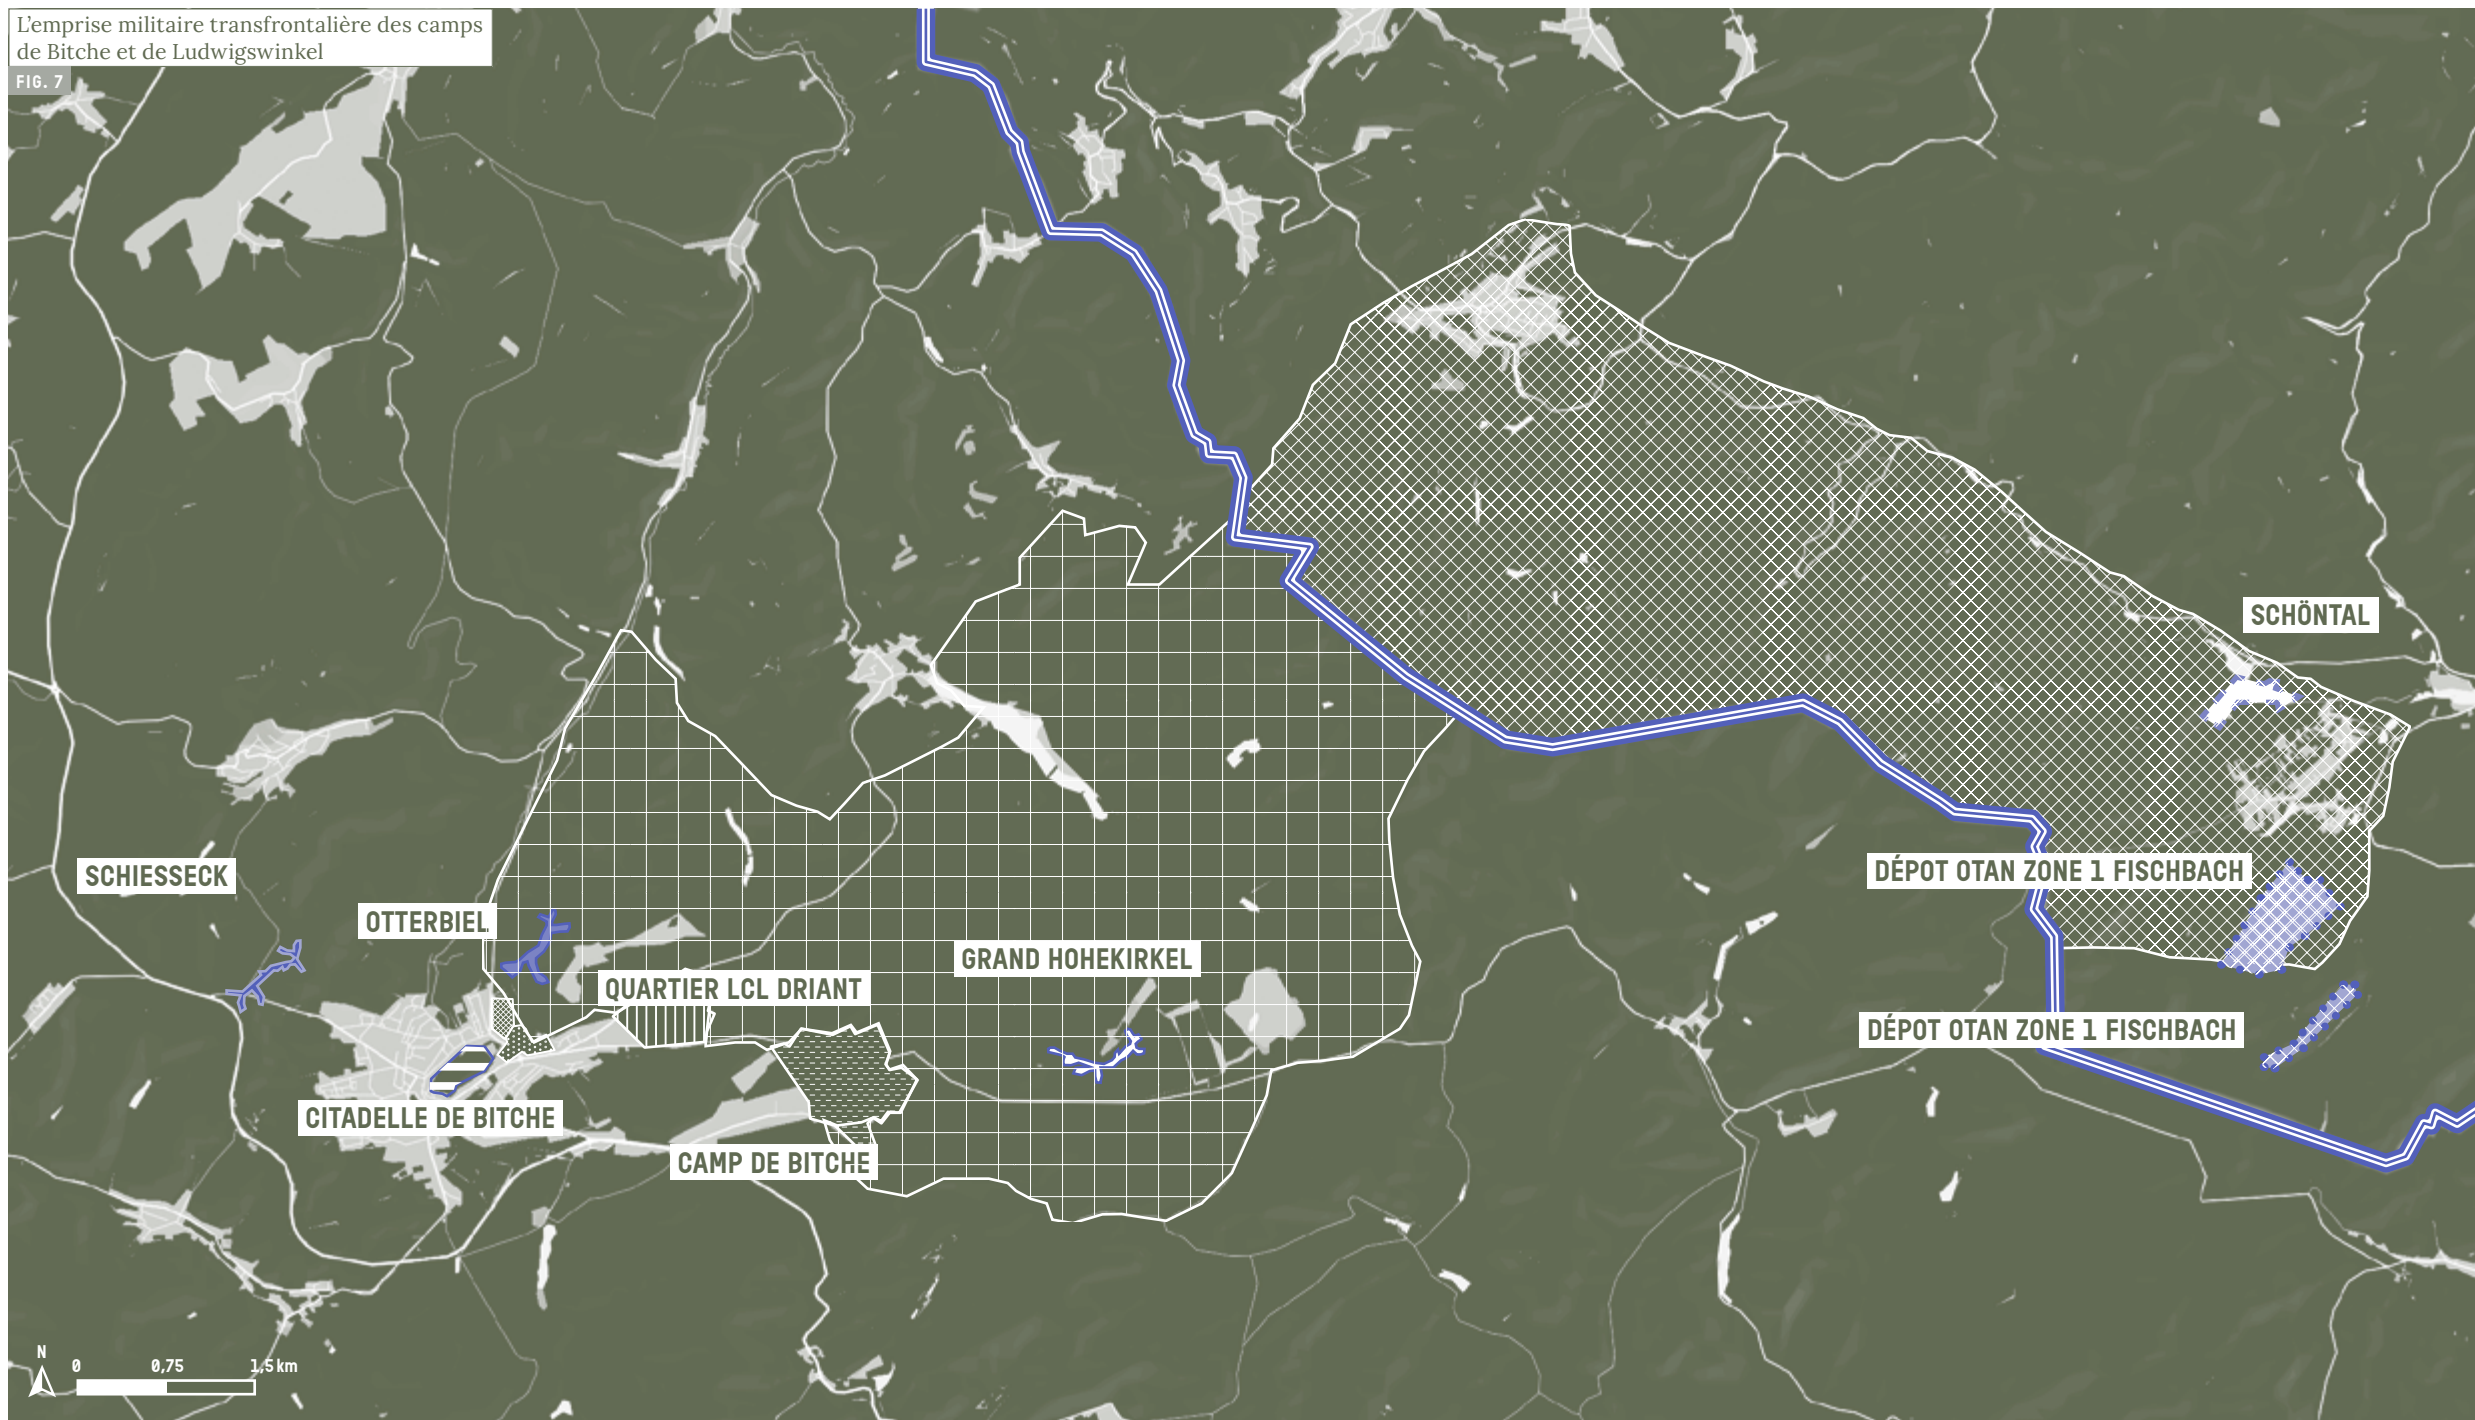 L'emprise militaire transfrontalière des camps
de Bitche et de Ludwigswinkel
FIG. 7
SCHÖNTAL
DÉPOT OTAN ZONE 1 FISCHBACH
SCHIESSECK
OTTERBIEL
GRAND HOHEKIRKEL
QUARTIER LCL DRIANT
DÉPOT OTAN ZONE 1 FISCHBACH
CITADELLE DE BITCHE
CAMP DE BITCHE
N
0 0,75 1,5 km